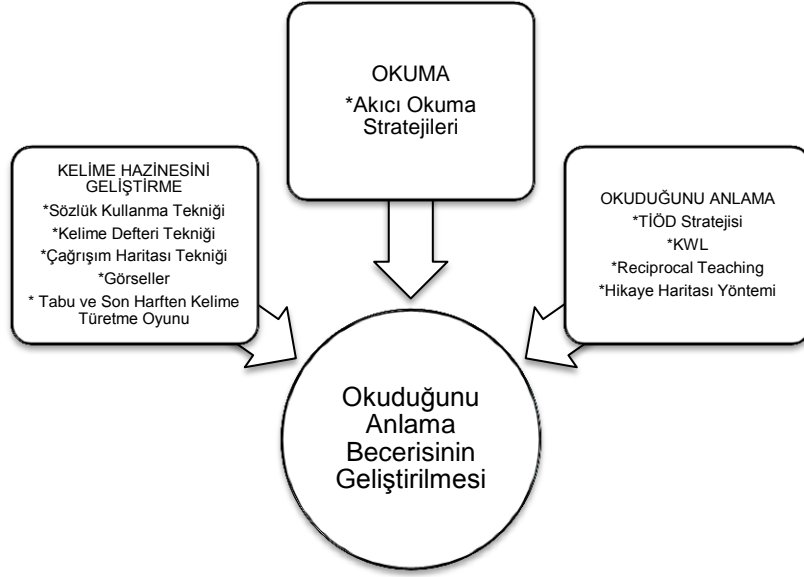 OKUMA
*Akıcı Okuma
Stratejileri
KELİME HAZİNESİNİ
GELİŞTİRME
*Sözlük Kullanma Tekniği
*Kelime Defteri Tekniği
*Çağrışım Haritası Tekniği
*Görseller
* Tabu ve Son Harften Kelime
Türetme Oyunu
OKUDUĞUNU ANLAMA
*TİÖD Stratejisi
*KWL
*Reciprocal Teaching
*Hikaye Haritası Yöntemi
Okuduğunu
Anlama
Becerisinin
Geliştirilmesi